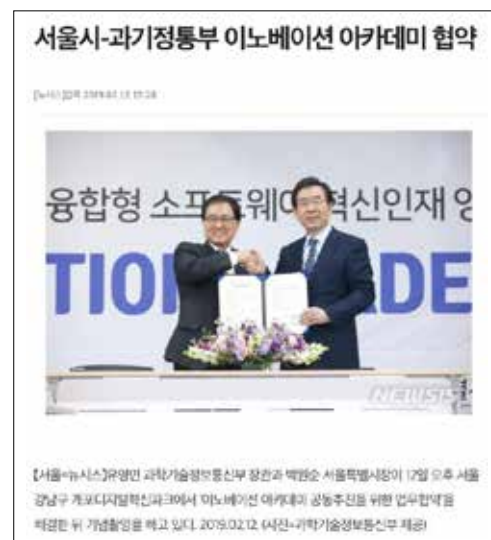 서울시-과기정통부 이노베이션 아카데미 협약
융합형 소프트웨어 혁신인재
TION ADE
NEWSIS
【서울=뉴시스】유영민 과학기술정보통신부 장관과 박원순 서울특별시장이 12일 오후 서울
강남구 개포디지털혁신파크에서 '이노베이션 아카데미 공동추진을 위한 업무협약'을
체결한 뒤 기념촬영을 하고 있다. 2019.02.12. (사진=과학기술정보통신부 제공)